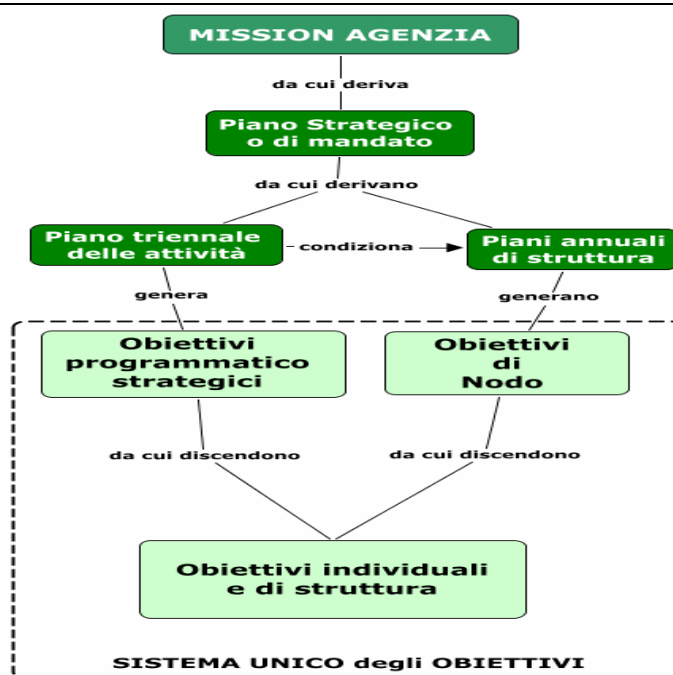 MISSION AGENZIA
da cui deriva
Piano Strategico
o di mandato
da cui derivano
Piano triennale
delle attività
condiziona
Piani annuali
di struttura
genera
generano
Obiettivi
programmatico
strategici
Obiettivi
di
Nodo
da cui discendono
da cui discendono
Obiettivi individuali
e di struttura
SISTEMA UNICO degli OBIETTIVI